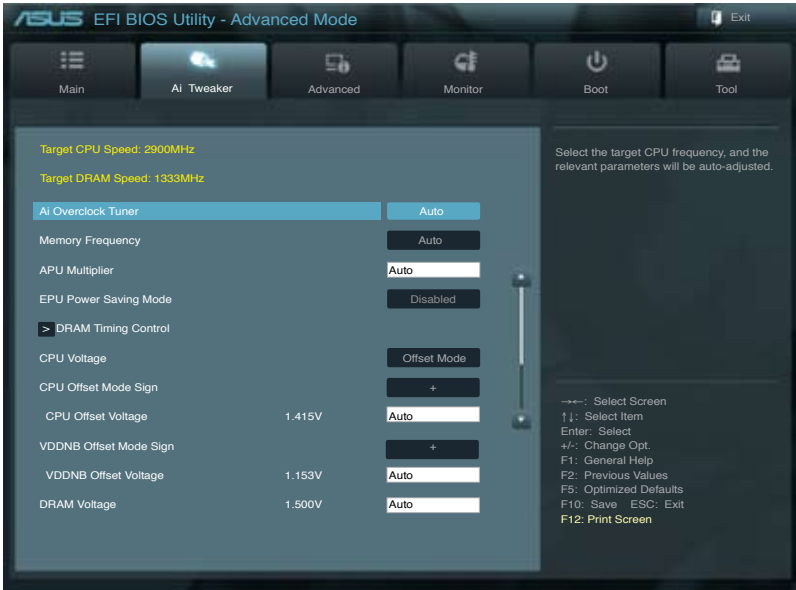 ASUS EFI BIOS Utility - Advanced Mode
Exit
Main
Ai Tweaker
Advanced
Monitor
Boot
Tool
Target CPU Speed: 2900MHz
Target DRAM Speed: 1333MHz
Ai Overclock Tuner Auto
Memory Frequency Auto
APU Multiplier Auto
EPU Power Saving Mode Disabled
> DRAM Timing Control
CPU Voltage Offset Mode
CPU Offset Mode Sign +
CPU Offset Voltage 1.415V Auto
VDDNB Offset Mode Sign +
VDDNB Offset Voltage 1.153V Auto
DRAM Voltage 1.500V Auto
Select the target CPU frequency, and the
relevant parameters will be auto-adjusted.
→←: Select Screen
↑↓: Select Item
Enter: Select
+/-: Change Opt.
F1: General Help
F2: Previous Values
F5: Optimized Defaults
F10: Save ESC: Exit
F12: Print Screen